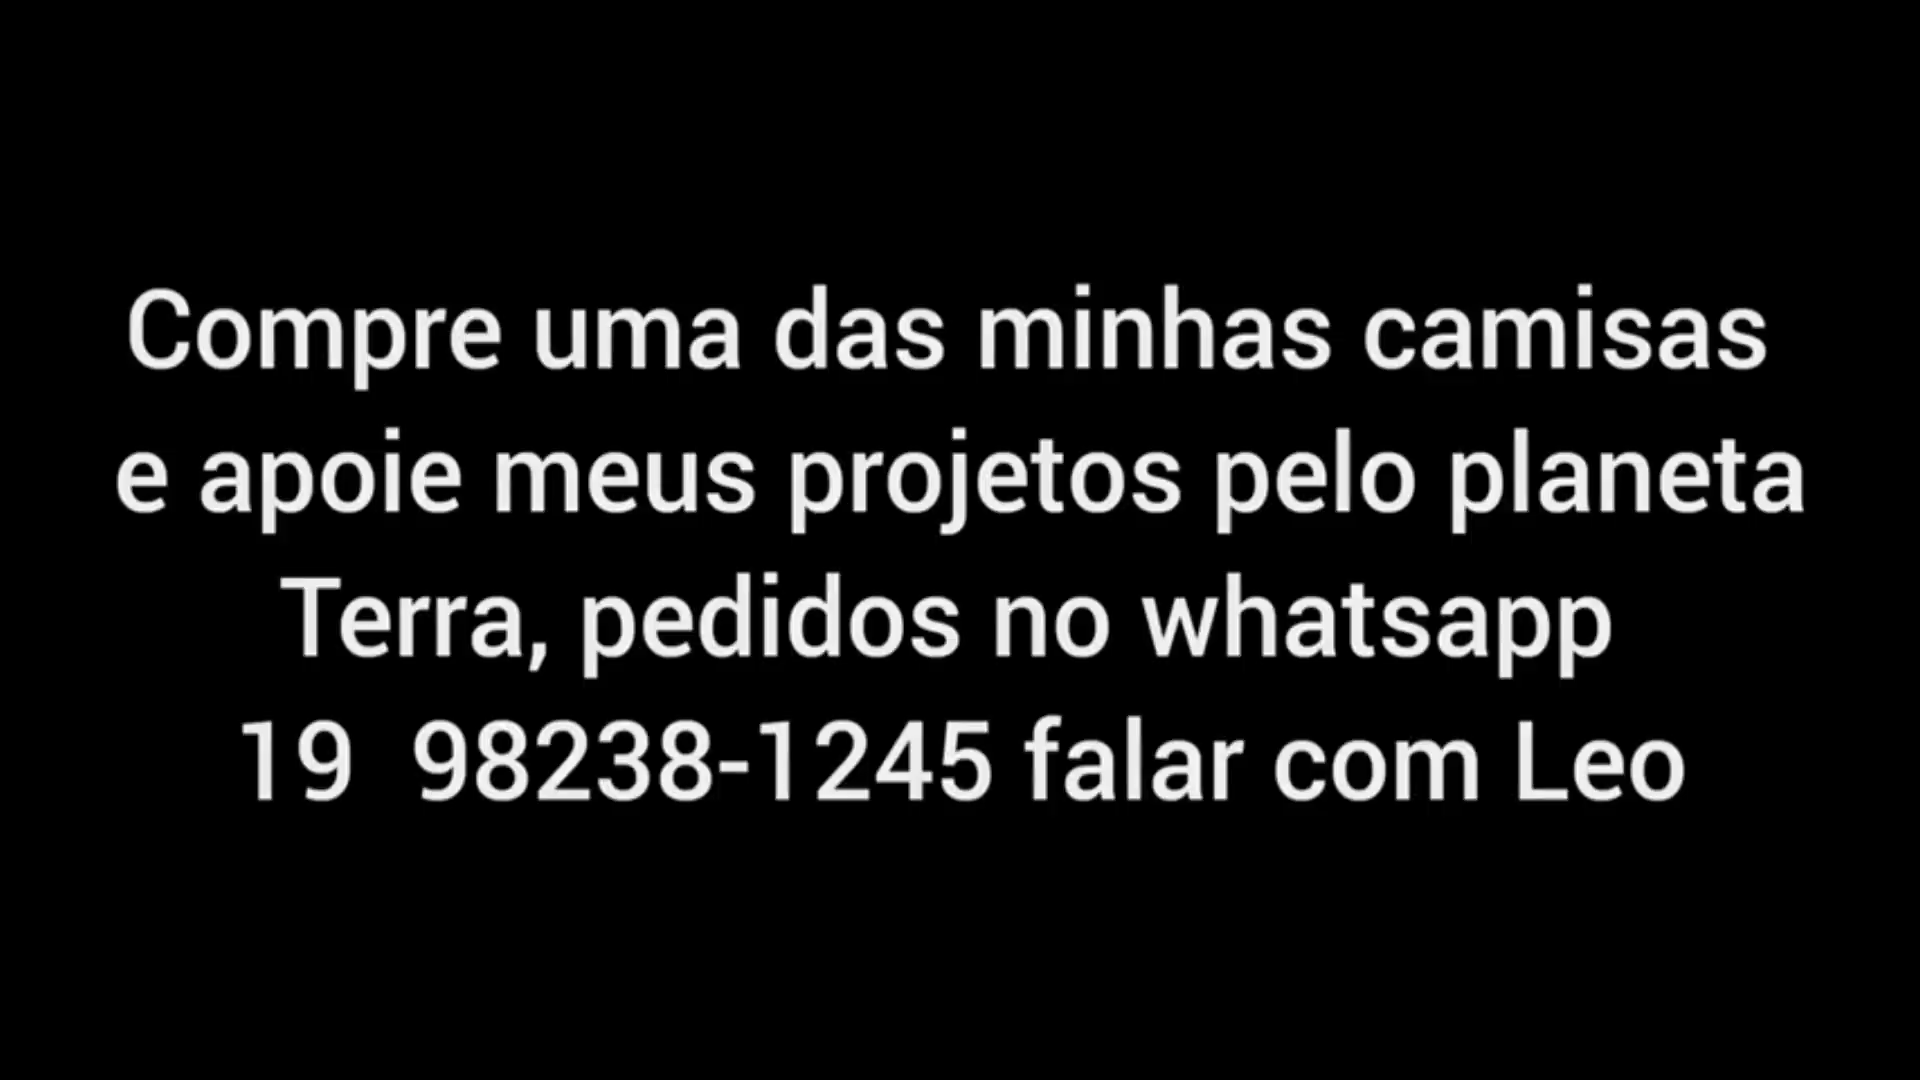 Compre uma das minhas camisas
e apoie meus projetos pelo planeta
Terra, pedidos no whatsapp
19  98238-1245 falar com Leo